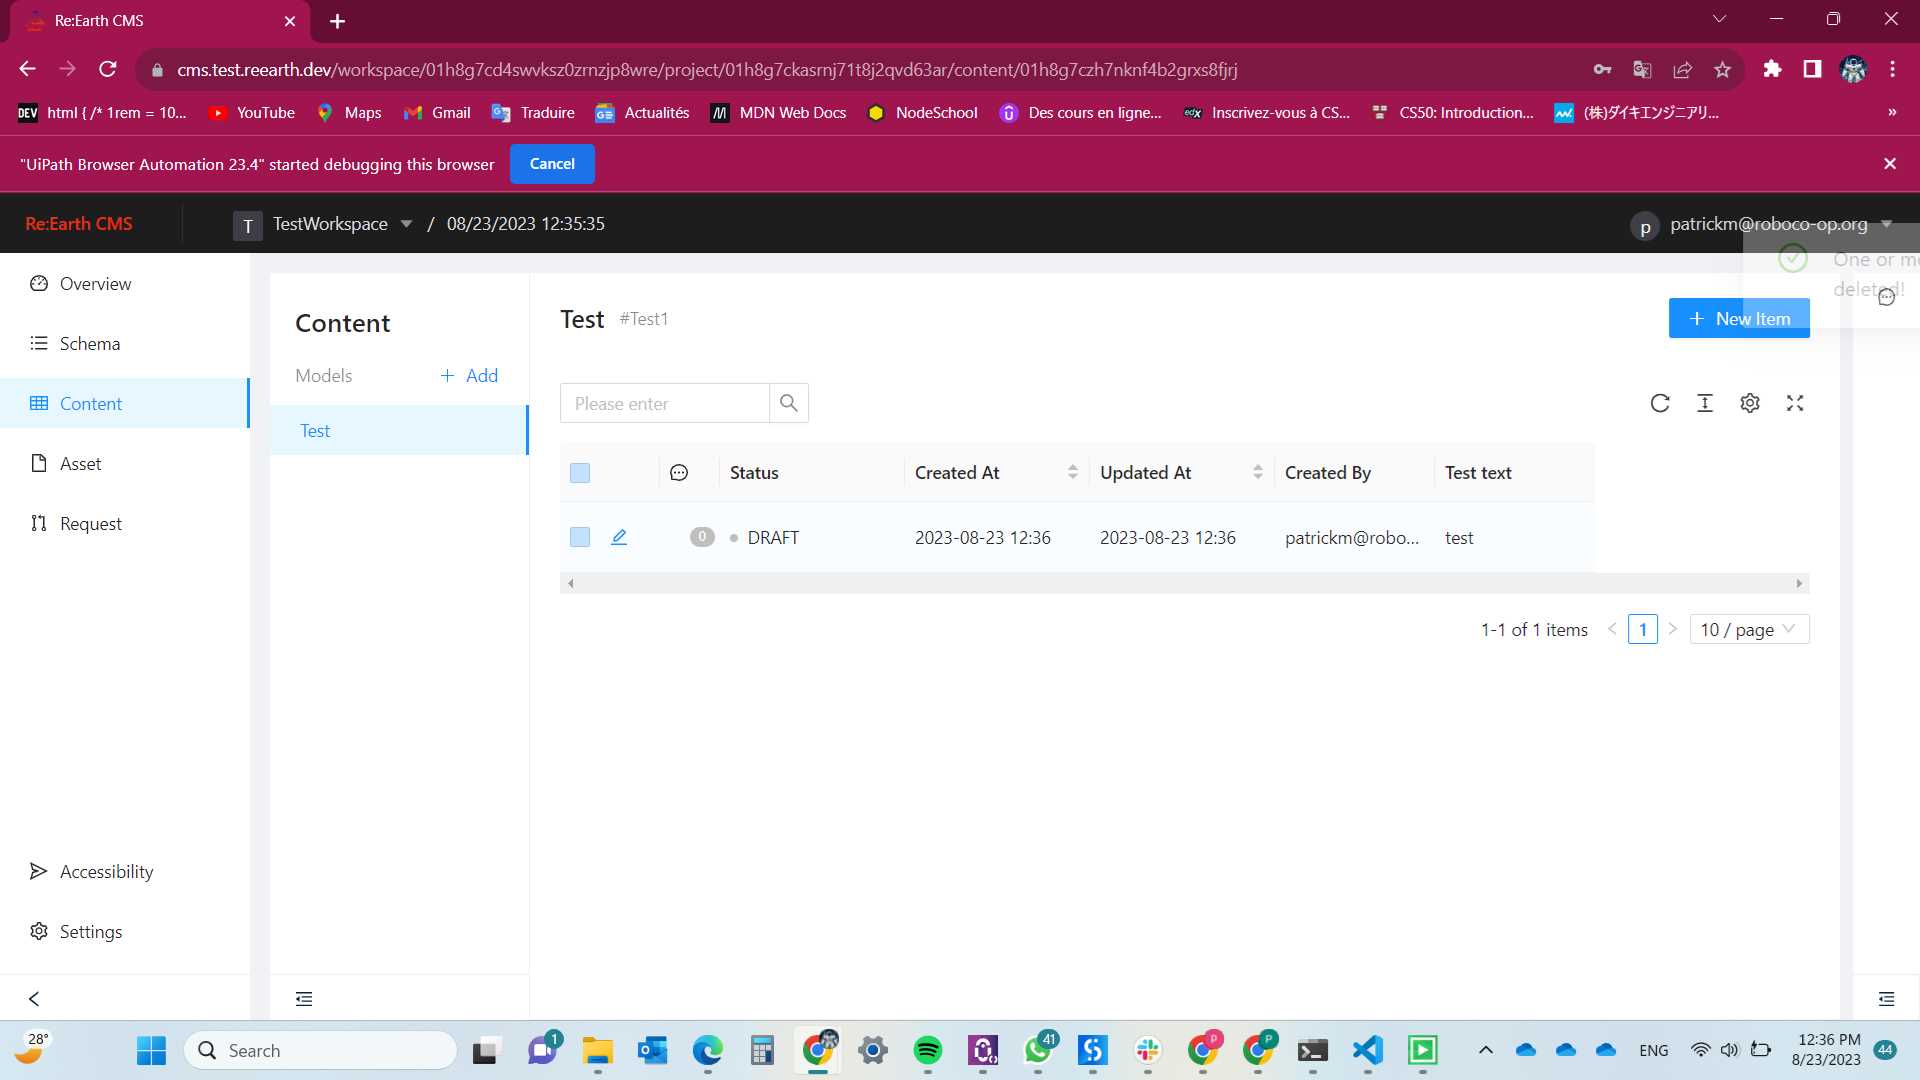 Re:Earth CMS
cms.test.reearth.dev/workspace/01h8g7cd4swvksz0zrnzjp8wre/project/01h8g7ckasrnj71t8j2qvd63ar/content/01h8g7czh7nknf4b2grxs8fjrj
DEV html { /* 1rem = 10... YouTube Maps Gmail Traduire Actualités MDN Web Docs NodeSchool Des cours en ligne... edX Inscrivez-vous à CS... CS50: Introduction... (株)ダイキエンジニアリ... »
"UiPath Browser Automation 23.4" started debugging this browser Cancel
Re:Earth CMS T TestWorkspace / 08/23/2023 12:35:35 p patrickm@roboco-op.org
One or mo
deleted!
Overview
Schema
Content
Asset
Request
Accessibility
Settings
Content
Models + Add
Test
Test #Test1 + New Item
Please enter
Status Created At Updated At Created By Test text
0 DRAFT 2023-08-23 12:36 2023-08-23 12:36 patrickm@robo... test
1-1 of 1 items < 1 > 10 / page
28° Search 1 41 P P ENG 12:36 PM
8/23/2023 44